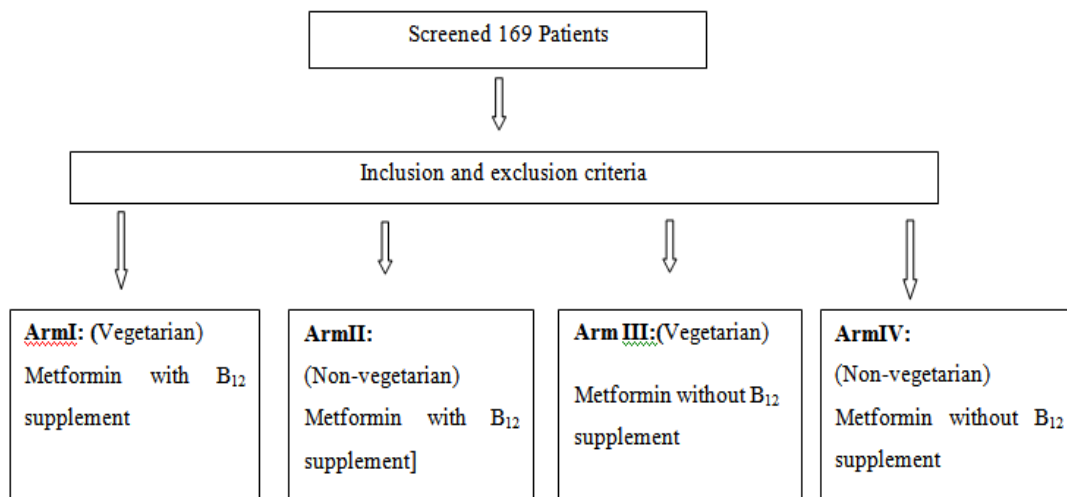 Screened 169 Patients
Inclusion and exclusion criteria
ArmI: (Vegetarian)
Metformin with B₁₂
supplement
ArmII:
(Non-vegetarian)
Metformin with B₁₂
supplement]
Arm III:(Vegetarian)
Metformin without B₁₂
supplement
ArmIV:
(Non-vegetarian)
Metformin without B₁₂
supplement